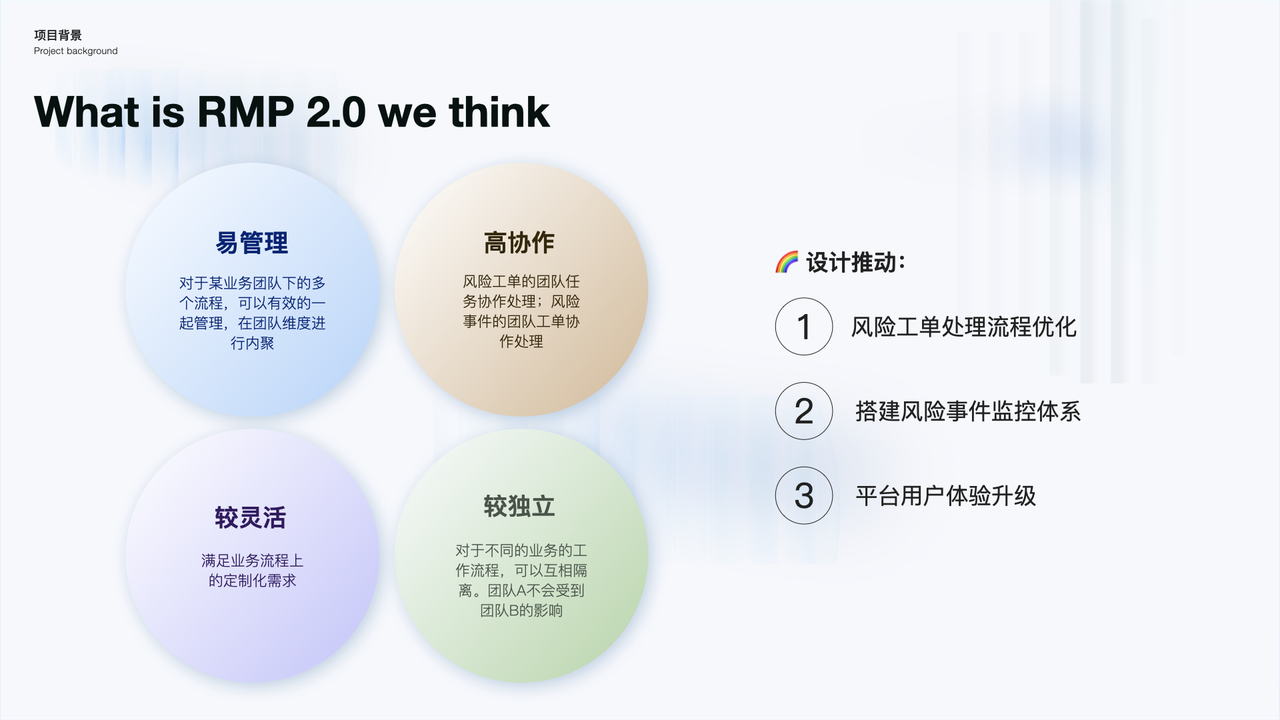 项目背景
Project background
What is RMP 2.0 we think
易管理
对于某业务团队下的多
个流程，可以有效的一
起管理，在团队维度进
行内聚
高协作
风险工单的团队任
务协作处理；风险
事件的团队工单协
作处理
较灵活
满足业务流程上
的定制化需求
较独立
对于不同的业务的工
作流程，可以互相隔
离。团队A不会受到
团队B的影响
🌈 设计推动：
1 风险工单处理流程优化
2 搭建风险事件监控体系
3 平台用户体验升级